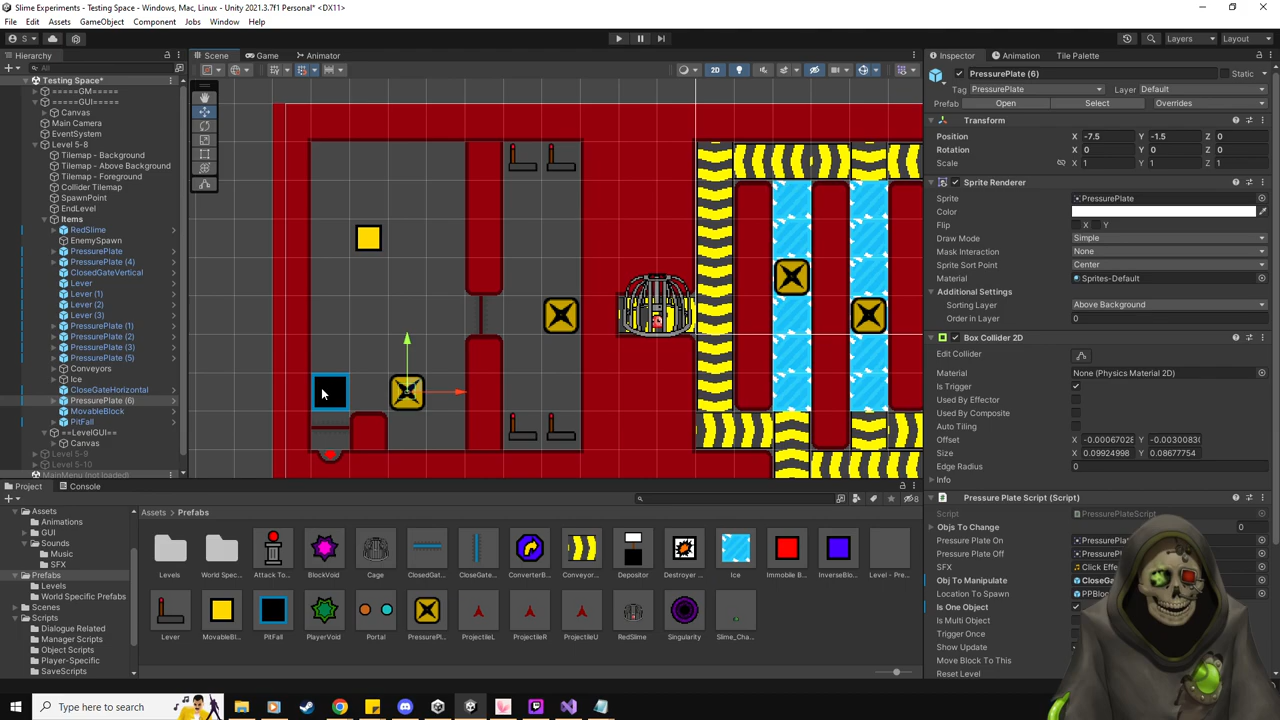 Slime Experiments - Testing Space - Windows, Mac, Linux - Unity 2021.3.7f1 Personal* <DX11>
File Edit Assets GameObject Component Jobs Window Help
S Layers Layout
Hierarchy Scene Game Animator Inspector Animation Tile Palette
All
2D
Testing Space*
=====GM=====
=====GUI=====
Canvas
Main Camera
EventSystem
Level 5-8
Tilemap - Background
Tilemap - Above Background
Tilemap - Foreground
Collider Tilemap
SpawnPoint
EndLevel
Items
RedSlime
EnemySpawn
PressurePlate
PressurePlate (4)
ClosedGateVertical
Lever
Lever (1)
Lever (2)
Lever (3)
PressurePlate (1)
PressurePlate (2)
PressurePlate (3)
PressurePlate (5)
Conveyors
Ice
CloseGateHorizontal
PressurePlate (6)
MovableBlock
PitFall
==LevelGUI==
Canvas
Level 5-9
Level 5-10
MainMenu (not loaded)
PressurePlate (6) Static
Tag PressurePlate Layer Default
Prefab Open Select Overrides
Transform
Position X -7.5 Y -1.5 Z 0
Rotation X 0 Y 0 Z 0
Scale X 1 Y 1 Z 1
Sprite Renderer
Sprite PressurePlate
Color
Flip X Y
Draw Mode Simple
Mask Interaction None
Sprite Sort Point Center
Material Sprites-Default
Additional Settings
Sorting Layer Above Background
Order in Layer 0
Box Collider 2D
Edit Collider
Material None (Physics Material 2D)
Is Trigger
Used By Effector
Used By Composite
Auto Tiling
Offset X -0.0006702 Y -0.0030083
Size X 0.09924998 Y 0.08677754
Edge Radius 0
Info
Pressure Plate Script (Script)
Script PressurePlateScript
Objs To Change 0
Pressure Plate On PressurePl
Pressure Plate Off PressurePl
SFX Click Effe
Obj To Manipulate CloseGa
Location To Spawn PPBloc
Is One Object
Is Multi Object
Trigger Once
Show Update
Move Block To This
Reset Level
Project Console
Assets
Animations
GUI
Sounds
Music
SFX
Prefabs
Levels
World Specific Prefabs
Scenes
Scripts
Dialogue Related
Manager Scripts
Object Scripts
Player-Specific
SaveScripts
Assets > Prefabs
8
Levels World Spec... Attack To... BlockVoid Cage ClosedGat... CloseGate... ConverterB... Conveyor... Depositor Destroyer ... Ice Immobile B... InverseBlo... Level - Pre...
Lever MovableBl... PitFall PlayerVoid Portal PressurePl... ProjectileL ProjectileR ProjectileU RedSlime Singularity Slime_Cha...
Type here to search